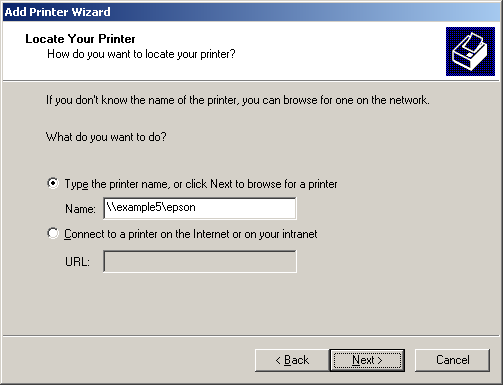 Add Printer Wizard
Locate Your Printer
How do you want to locate your printer?
If you don't know the name of the printer, you can browse for one on the network.
What do you want to do?
Type the printer name, or click Next to browse for a printer
Name: \\example5\epson
Connect to a printer on the Internet or on your intranet
URL:
< Back Next > Cancel